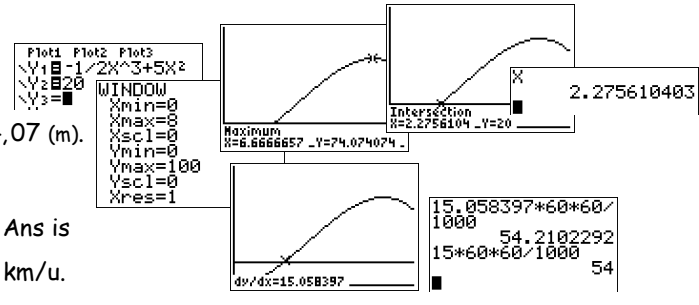 Plot1 Plot2 Plot3
\Y1=-1/2X^3+5X²
\Y2=20
\Y3=
WINDOW
Xmin=0
Xmax=8
Xscl=0
Ymin=0
Ymax=100
Yscl=0
Xres=1
Maximum
X=6.6666657 Y=74.074074
Intersection
X=2.2756104 Y=20
X
2.275610403
,07 (m).
dy/dx=15.058397
15.058397*60*60/
1000
54.2102292
15*60*60/1000
54
Ans is
km/u.